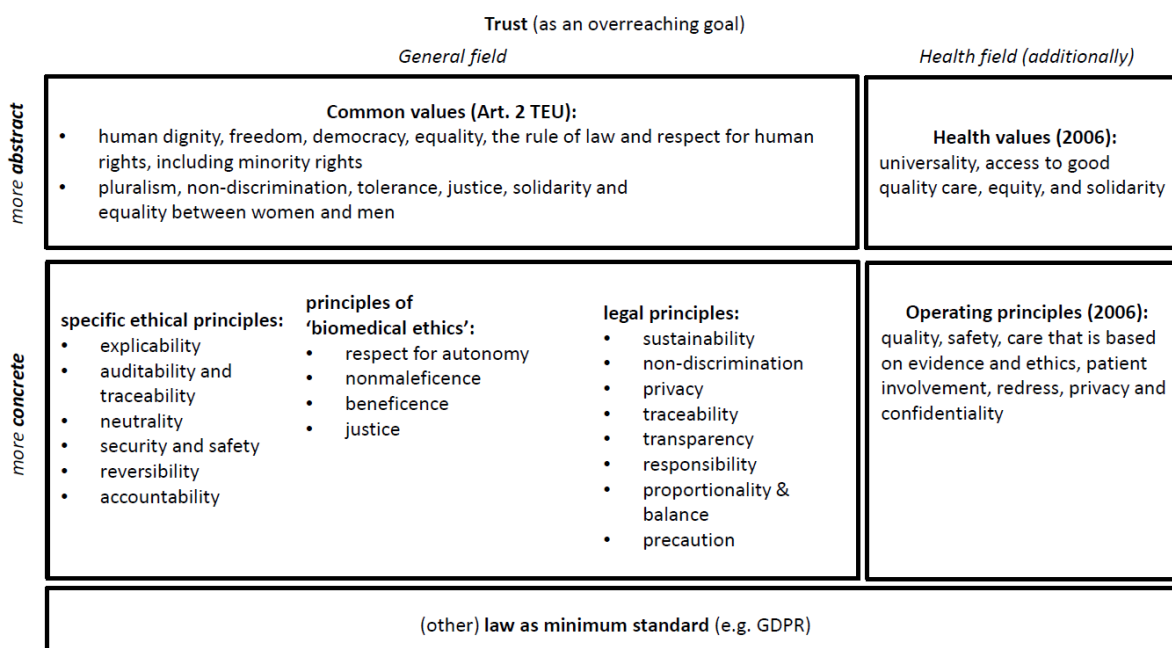 Trust (as an overreaching goal)
General field
Health field (additionally)
more abstract
Common values (Art. 2 TEU):
• human dignity, freedom, democracy, equality, the rule of law and respect for human
rights, including minority rights
• pluralism, non-discrimination, tolerance, justice, solidarity and
equality between women and men
Health values (2006):
universality, access to good
quality care, equity, and solidarity
more concrete
specific ethical principles:
• explicability
• auditability and
traceability
• neutrality
• security and safety
• reversibility
• accountability
principles of
‘biomedical ethics’:
• respect for autonomy
• nonmaleficence
• beneficence
• justice
legal principles:
• sustainability
• non-discrimination
• privacy
• traceability
• transparency
• responsibility
• proportionality &
balance
• precaution
Operating principles (2006):
quality, safety, care that is based
on evidence and ethics, patient
involvement, redress, privacy and
confidentiality
(other) law as minimum standard (e.g. GDPR)